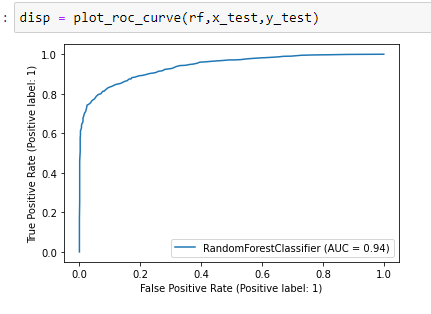 : disp = plot_roc_curve(rf,x_test,y_test)
1.0
0.8
0.6
0.4
0.2
0.0
True Positive Rate (Positive label: 1)
RandomForestClassifier (AUC = 0.94)
0.0 0.2 0.4 0.6 0.8 1.0
False Positive Rate (Positive label: 1)